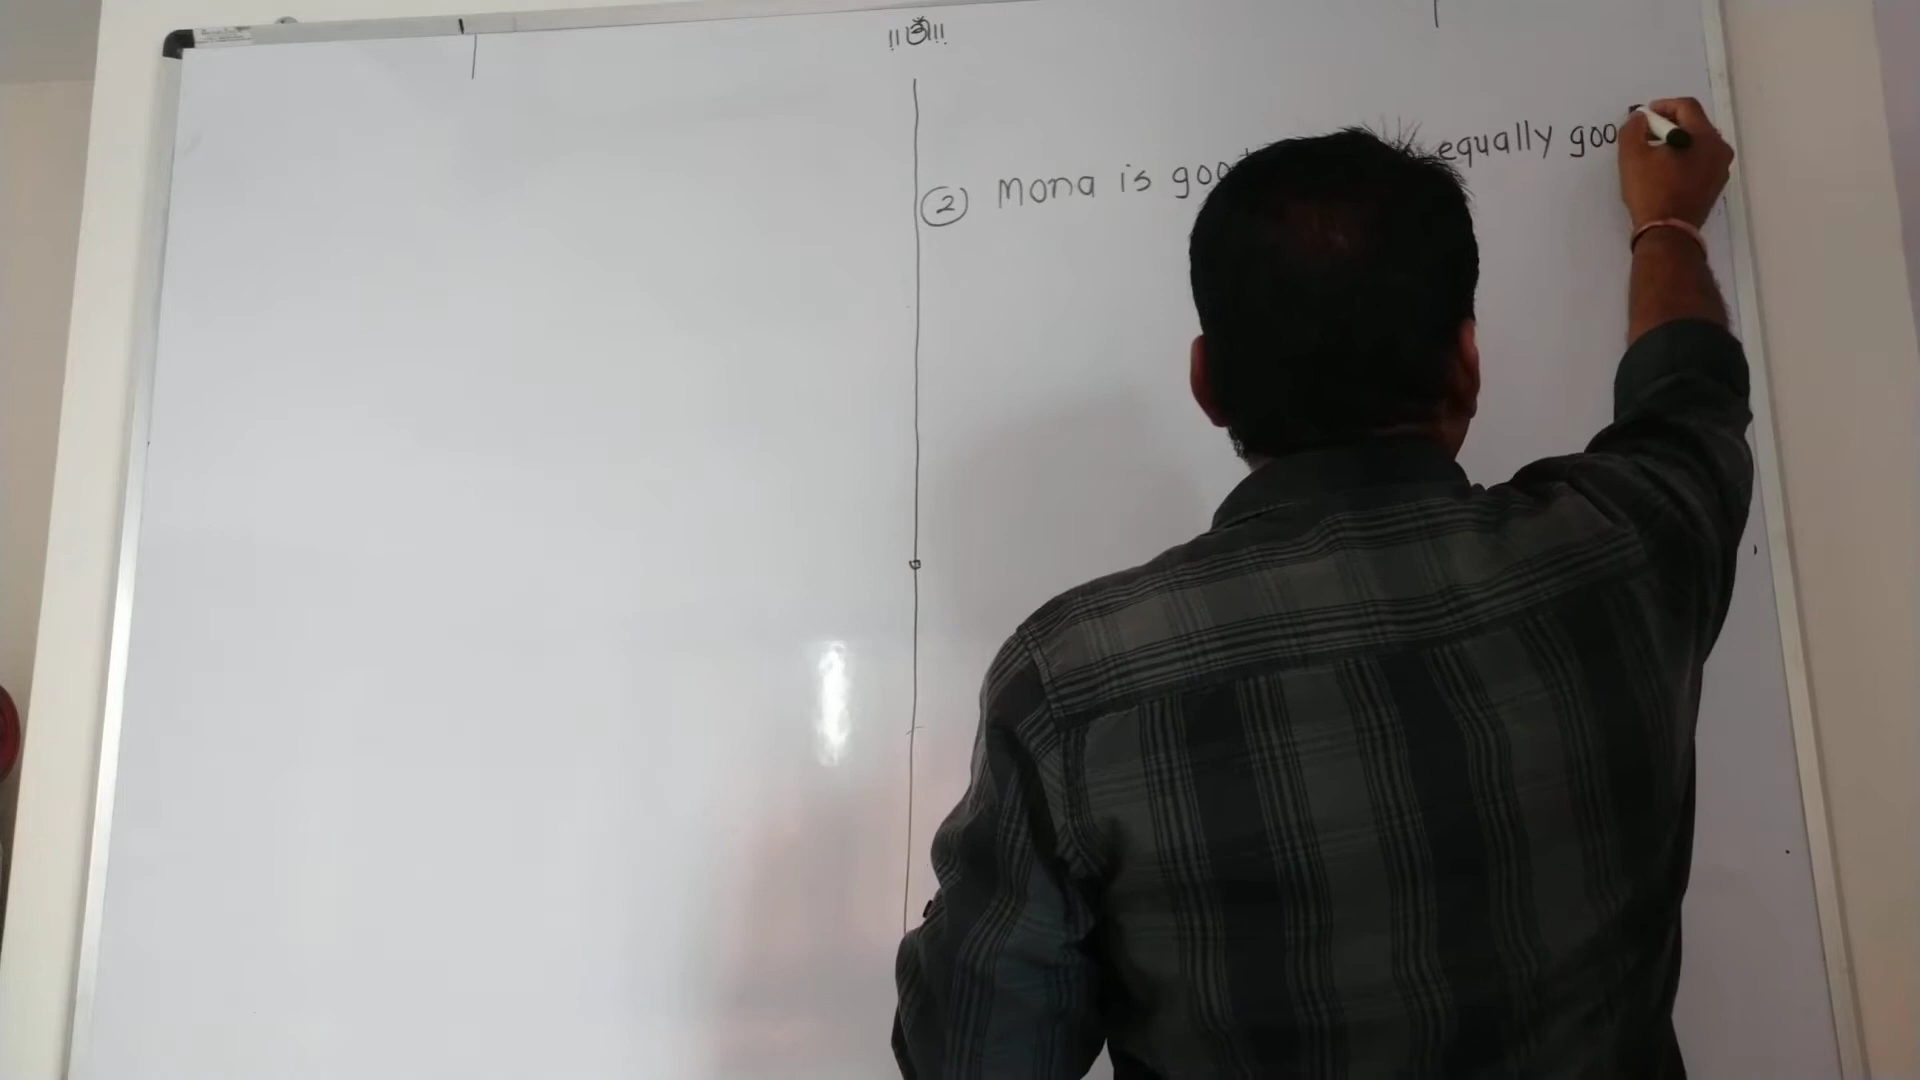 !!ॐ!!
② Mona is goo equally goo